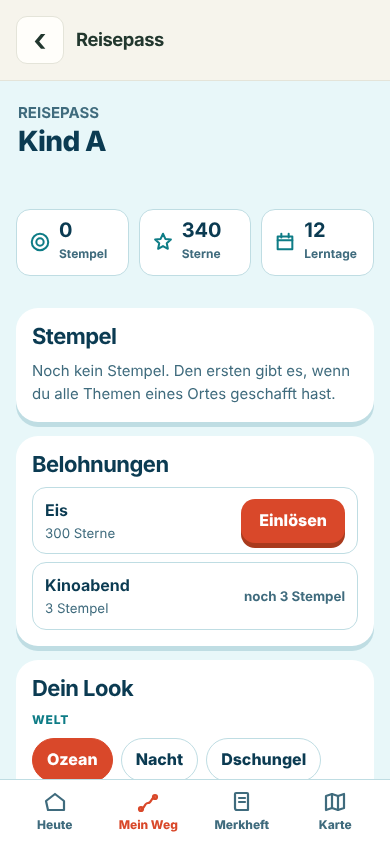 Reisepass
REISEPASS
Kind A
0
Stempel
340
Sterne
12
Lerntage
Stempel
Noch kein Stempel. Den ersten gibt es, wenn
du alle Themen eines Ortes geschafft hast.
Belohnungen
Eis
300 Sterne
Einlösen
Kinoabend
3 Stempel
noch 3 Stempel
Dein Look
WELT
Ozean
Nacht
Dschungel
Heute
Mein Weg
Merkheft
Karte